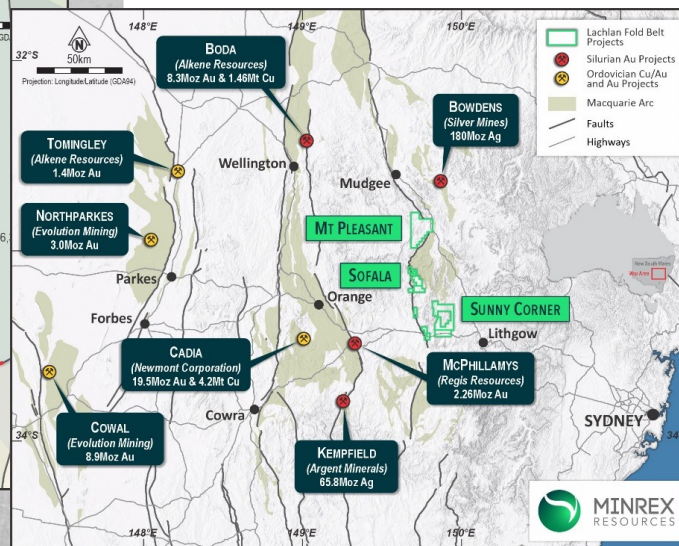 148°E
149°E
150°E
32°S
N
50km
Projection: Longitude/Latitude (GDA94)
BODA
(Alkene Resources)
8.3Moz Au & 1.46Mt Cu
BOWDENS
(Silver Mines)
180Moz Ag
Lachlan Fold Belt
Projects
Silurian Au Projects
Ordovician Cu/Au
and Au Projects
Macquarie Arc
Faults
Highways
TOMINGLEY
(Alkene Resources)
1.4Moz Au
Wellington
Mudgee
NORTHPARKES
(Evolution Mining)
3.0Moz Au
MT PLEASANT
New South Wales
Map Area
SOFALA
Parkes
Orange
SUNNY CORNER
Forbes
Lithgow
CADIA
(Newmont Corporation)
19.5Moz Au & 4.2Mt Cu
MCPHILLAMYS
(Regis Resources)
2.26Moz Au
Cowra
SYDNEY
COWAL
(Evolution Mining)
8.9Moz Au
34°S
34°S
KEMPFIELD
(Argent Minerals)
65.8Moz Ag
148°E
149°E
150°E
MINREX
RESOURCES